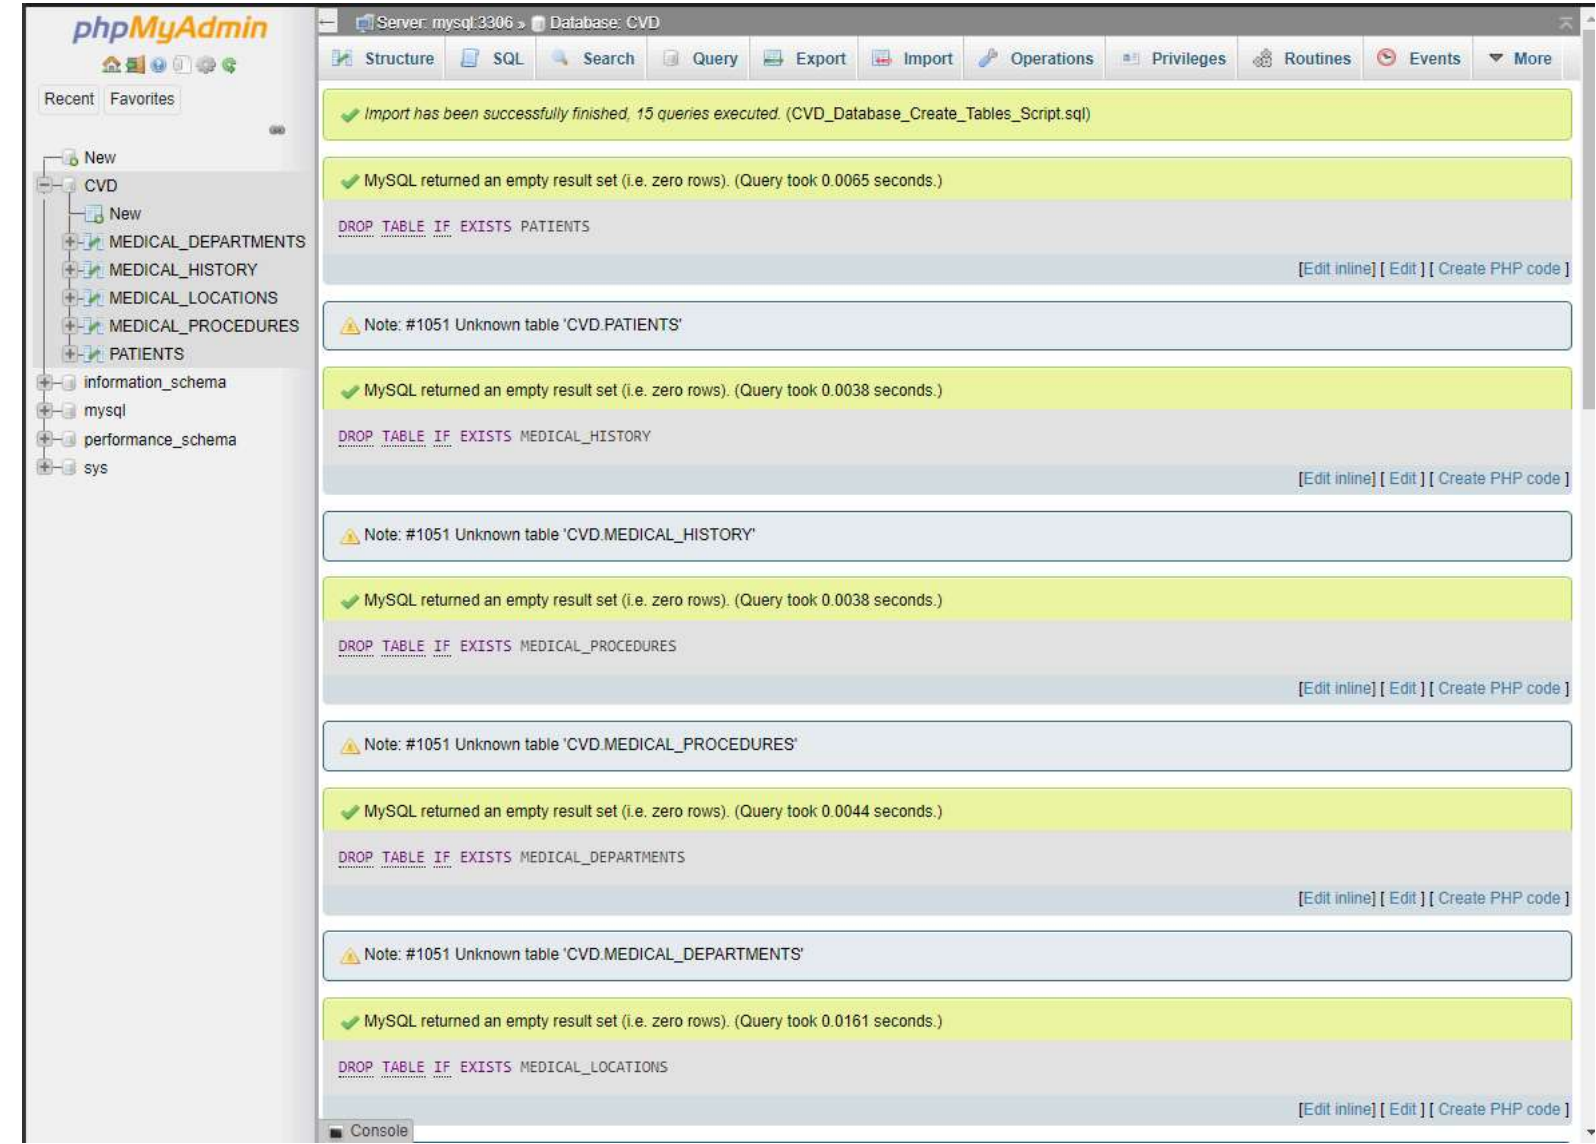 phpMyAdmin
Recent Favorites
New
CVD
New
MEDICAL_DEPARTMENTS
MEDICAL_HISTORY
MEDICAL_LOCATIONS
MEDICAL_PROCEDURES
PATIENTS
information_schema
mysql
performance_schema
sys
Server: mysql:3306 » Database: CVD
Structure SQL Search Query Export Import Operations Privileges Routines Events More
Import has been successfully finished, 15 queries executed. (CVD_Database_Create_Tables_Script.sql)
MySQL returned an empty result set (i.e. zero rows). (Query took 0.0065 seconds.)
DROP TABLE IF EXISTS PATIENTS
[Edit inline] [ Edit ] [ Create PHP code ]
Note: #1051 Unknown table 'CVD.PATIENTS'
MySQL returned an empty result set (i.e. zero rows). (Query took 0.0038 seconds.)
DROP TABLE IF EXISTS MEDICAL_HISTORY
[Edit inline] [ Edit ] [ Create PHP code ]
Note: #1051 Unknown table 'CVD.MEDICAL_HISTORY'
MySQL returned an empty result set (i.e. zero rows). (Query took 0.0038 seconds.)
DROP TABLE IF EXISTS MEDICAL_PROCEDURES
[Edit inline] [ Edit ] [ Create PHP code ]
Note: #1051 Unknown table 'CVD.MEDICAL_PROCEDURES'
MySQL returned an empty result set (i.e. zero rows). (Query took 0.0044 seconds.)
DROP TABLE IF EXISTS MEDICAL_DEPARTMENTS
[Edit inline] [ Edit ] [ Create PHP code ]
Note: #1051 Unknown table 'CVD.MEDICAL_DEPARTMENTS'
MySQL returned an empty result set (i.e. zero rows). (Query took 0.0161 seconds.)
DROP TABLE IF EXISTS MEDICAL_LOCATIONS
[Edit inline] [ Edit ] [ Create PHP code ]
Console